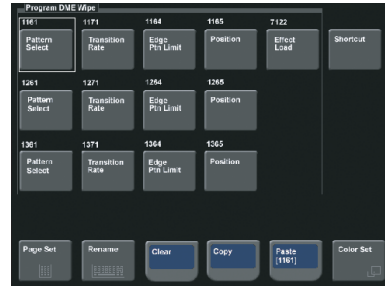 Program DME Wipe
1161 1171 1164 1165 7122
Pattern Select
Transition Rate
Edge Ptn Limit
Position
Effect Load
Shortcut
1261 1271 1264 1265
Pattern Select
Transition Rate
Edge Ptn Limit
Position
1361 1371 1364 1365
Pattern Select
Transition Rate
Edge Ptn Limit
Position
Page Set
Rename
Clear
Copy
Paste [1161]
Color Set